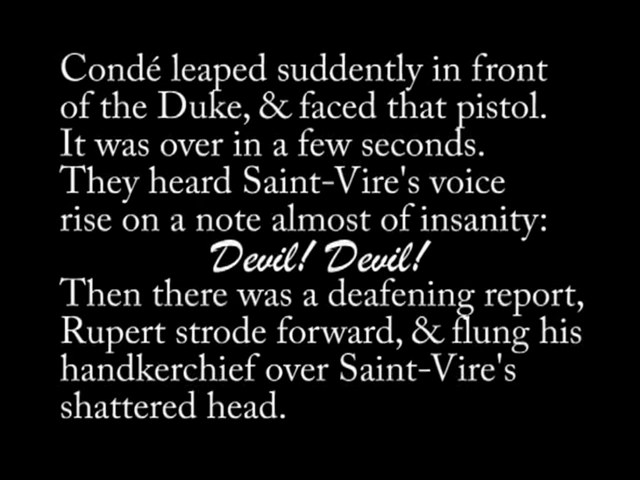 Condé leaped suddently in front
of the Duke, & faced that pistol.
It was over in a few seconds.
They heard Saint-Vire's voice
rise on a note almost of insanity:
Devil! Devil!
Then there was a deafening report,
Rupert strode forward, & flung his
handkerchief over Saint-Vire's
shattered head.